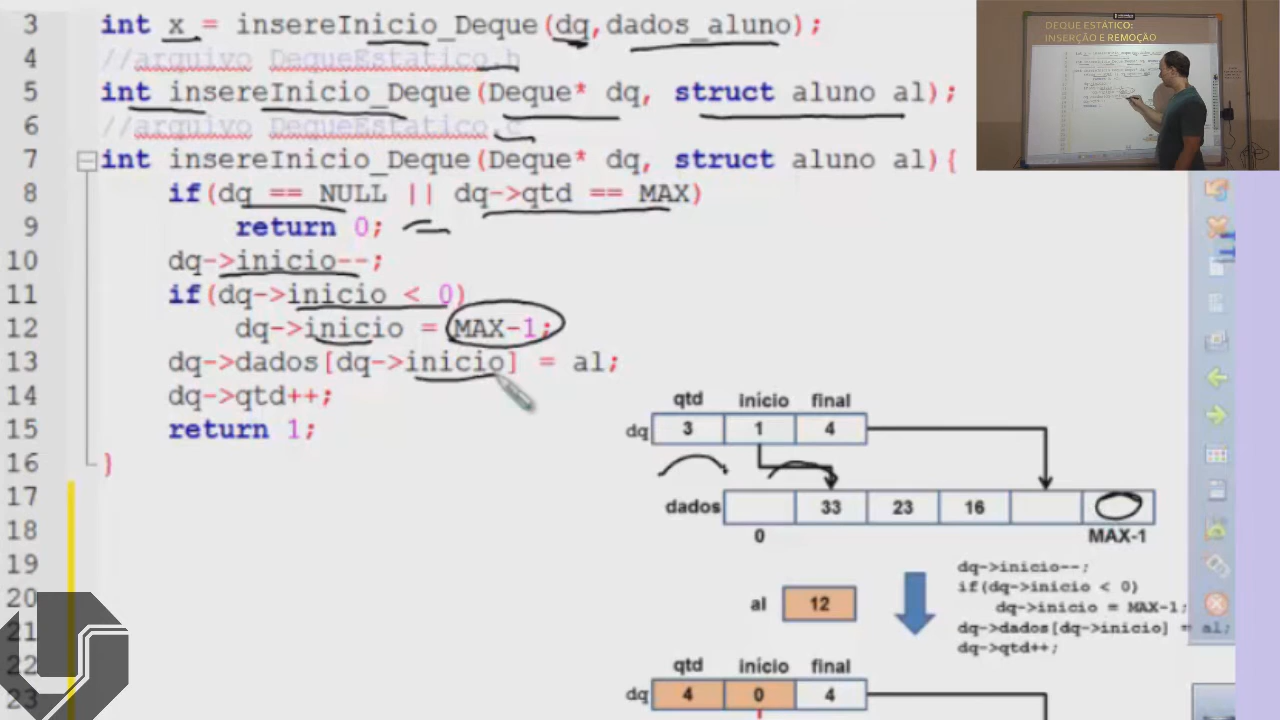 3 int x = insereInicio_Deque(dq,dados_aluno);
4 //arquivo DequeEstatico.h
5 int insereInicio_Deque(Deque* dq, struct aluno al);
6 //arquivo DequeEstatico.c
7 int insereInicio_Deque(Deque* dq, struct aluno al){
8 if(dq == NULL || dq->qtd == MAX)
9 return 0;
10 dq->inicio--;
11 if(dq->inicio < 0)
12 dq->inicio = MAX-1;
13 dq->dados[dq->inicio] = al;
14 dq->qtd++;
15 return 1;
16 }
17
18
19
20
21
22
23
DEQUE ESTÁTICO:
INSERÇÃO E REMOÇÃO
qtd início final
dq 3 1 4
dados 33 23 16
0 MAX-1
al 12
dq->inicio--;
if(dq->inicio < 0)
dq->inicio = MAX-1;
dq->dados[dq->inicio] = al;
dq->qtd++;
qtd início final
dq 4 0 4